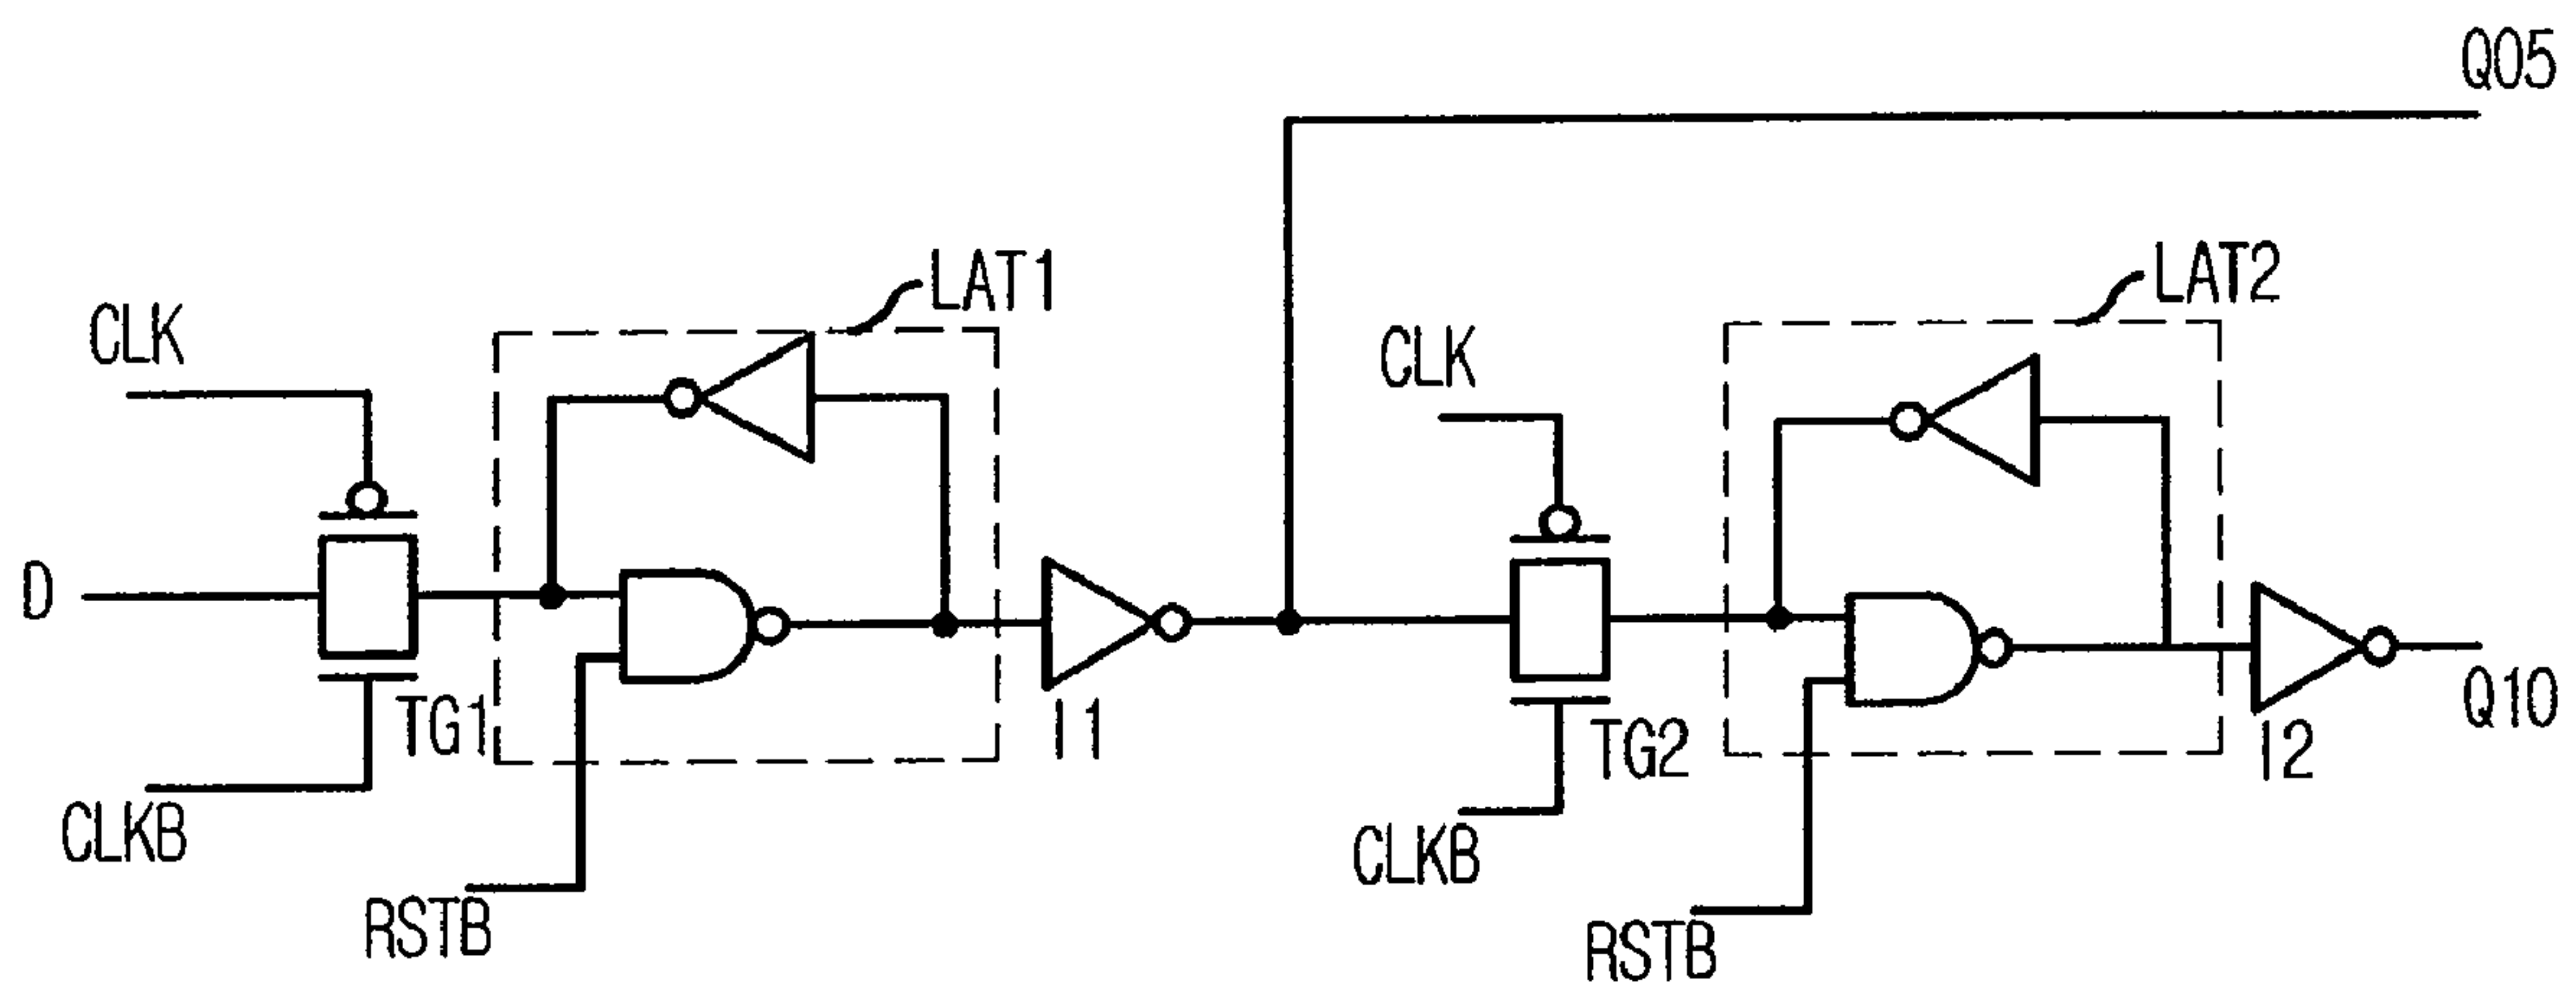 Q05
LAT1
LAT2
CLK
CLK
D
TG1
I1
TG2
I2
Q10
CLKB
CLKB
RSTB
RSTB